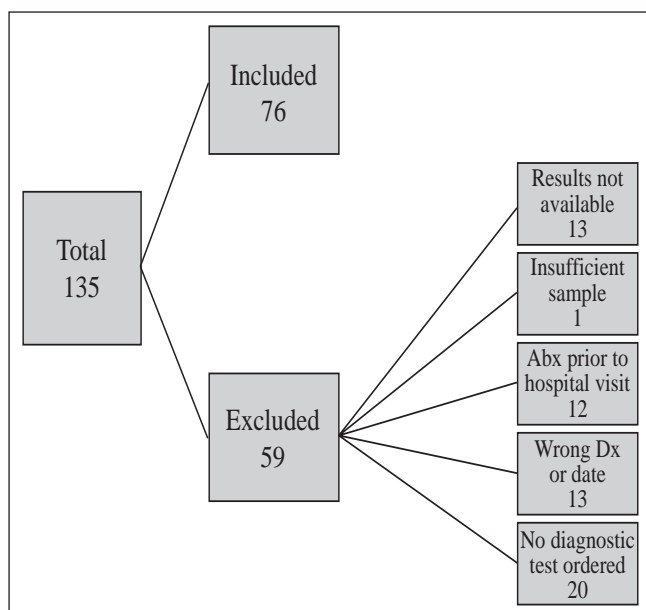 Included
76
Total
135
Excluded
59
Results not
available
13
Insufficient
sample
1
Abx prior to
hospital visit
12
Wrong Dx
or date
13
No diagnostic
test ordered
20